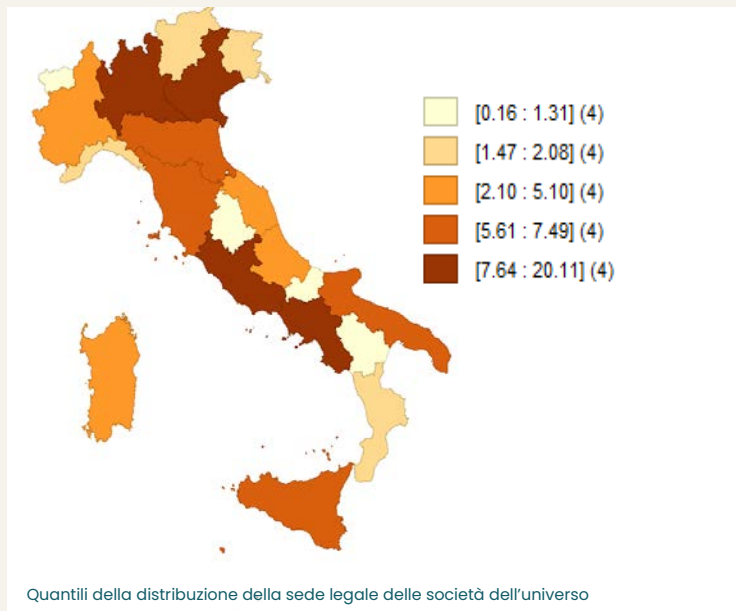 [0.16 : 1.31] (4)
[1.47 : 2.08] (4)
[2.10 : 5.10] (4)
[5.61 : 7.49] (4)
[7.64 : 20.11] (4)
Quantili della distribuzione della sede legale delle società dell'universo